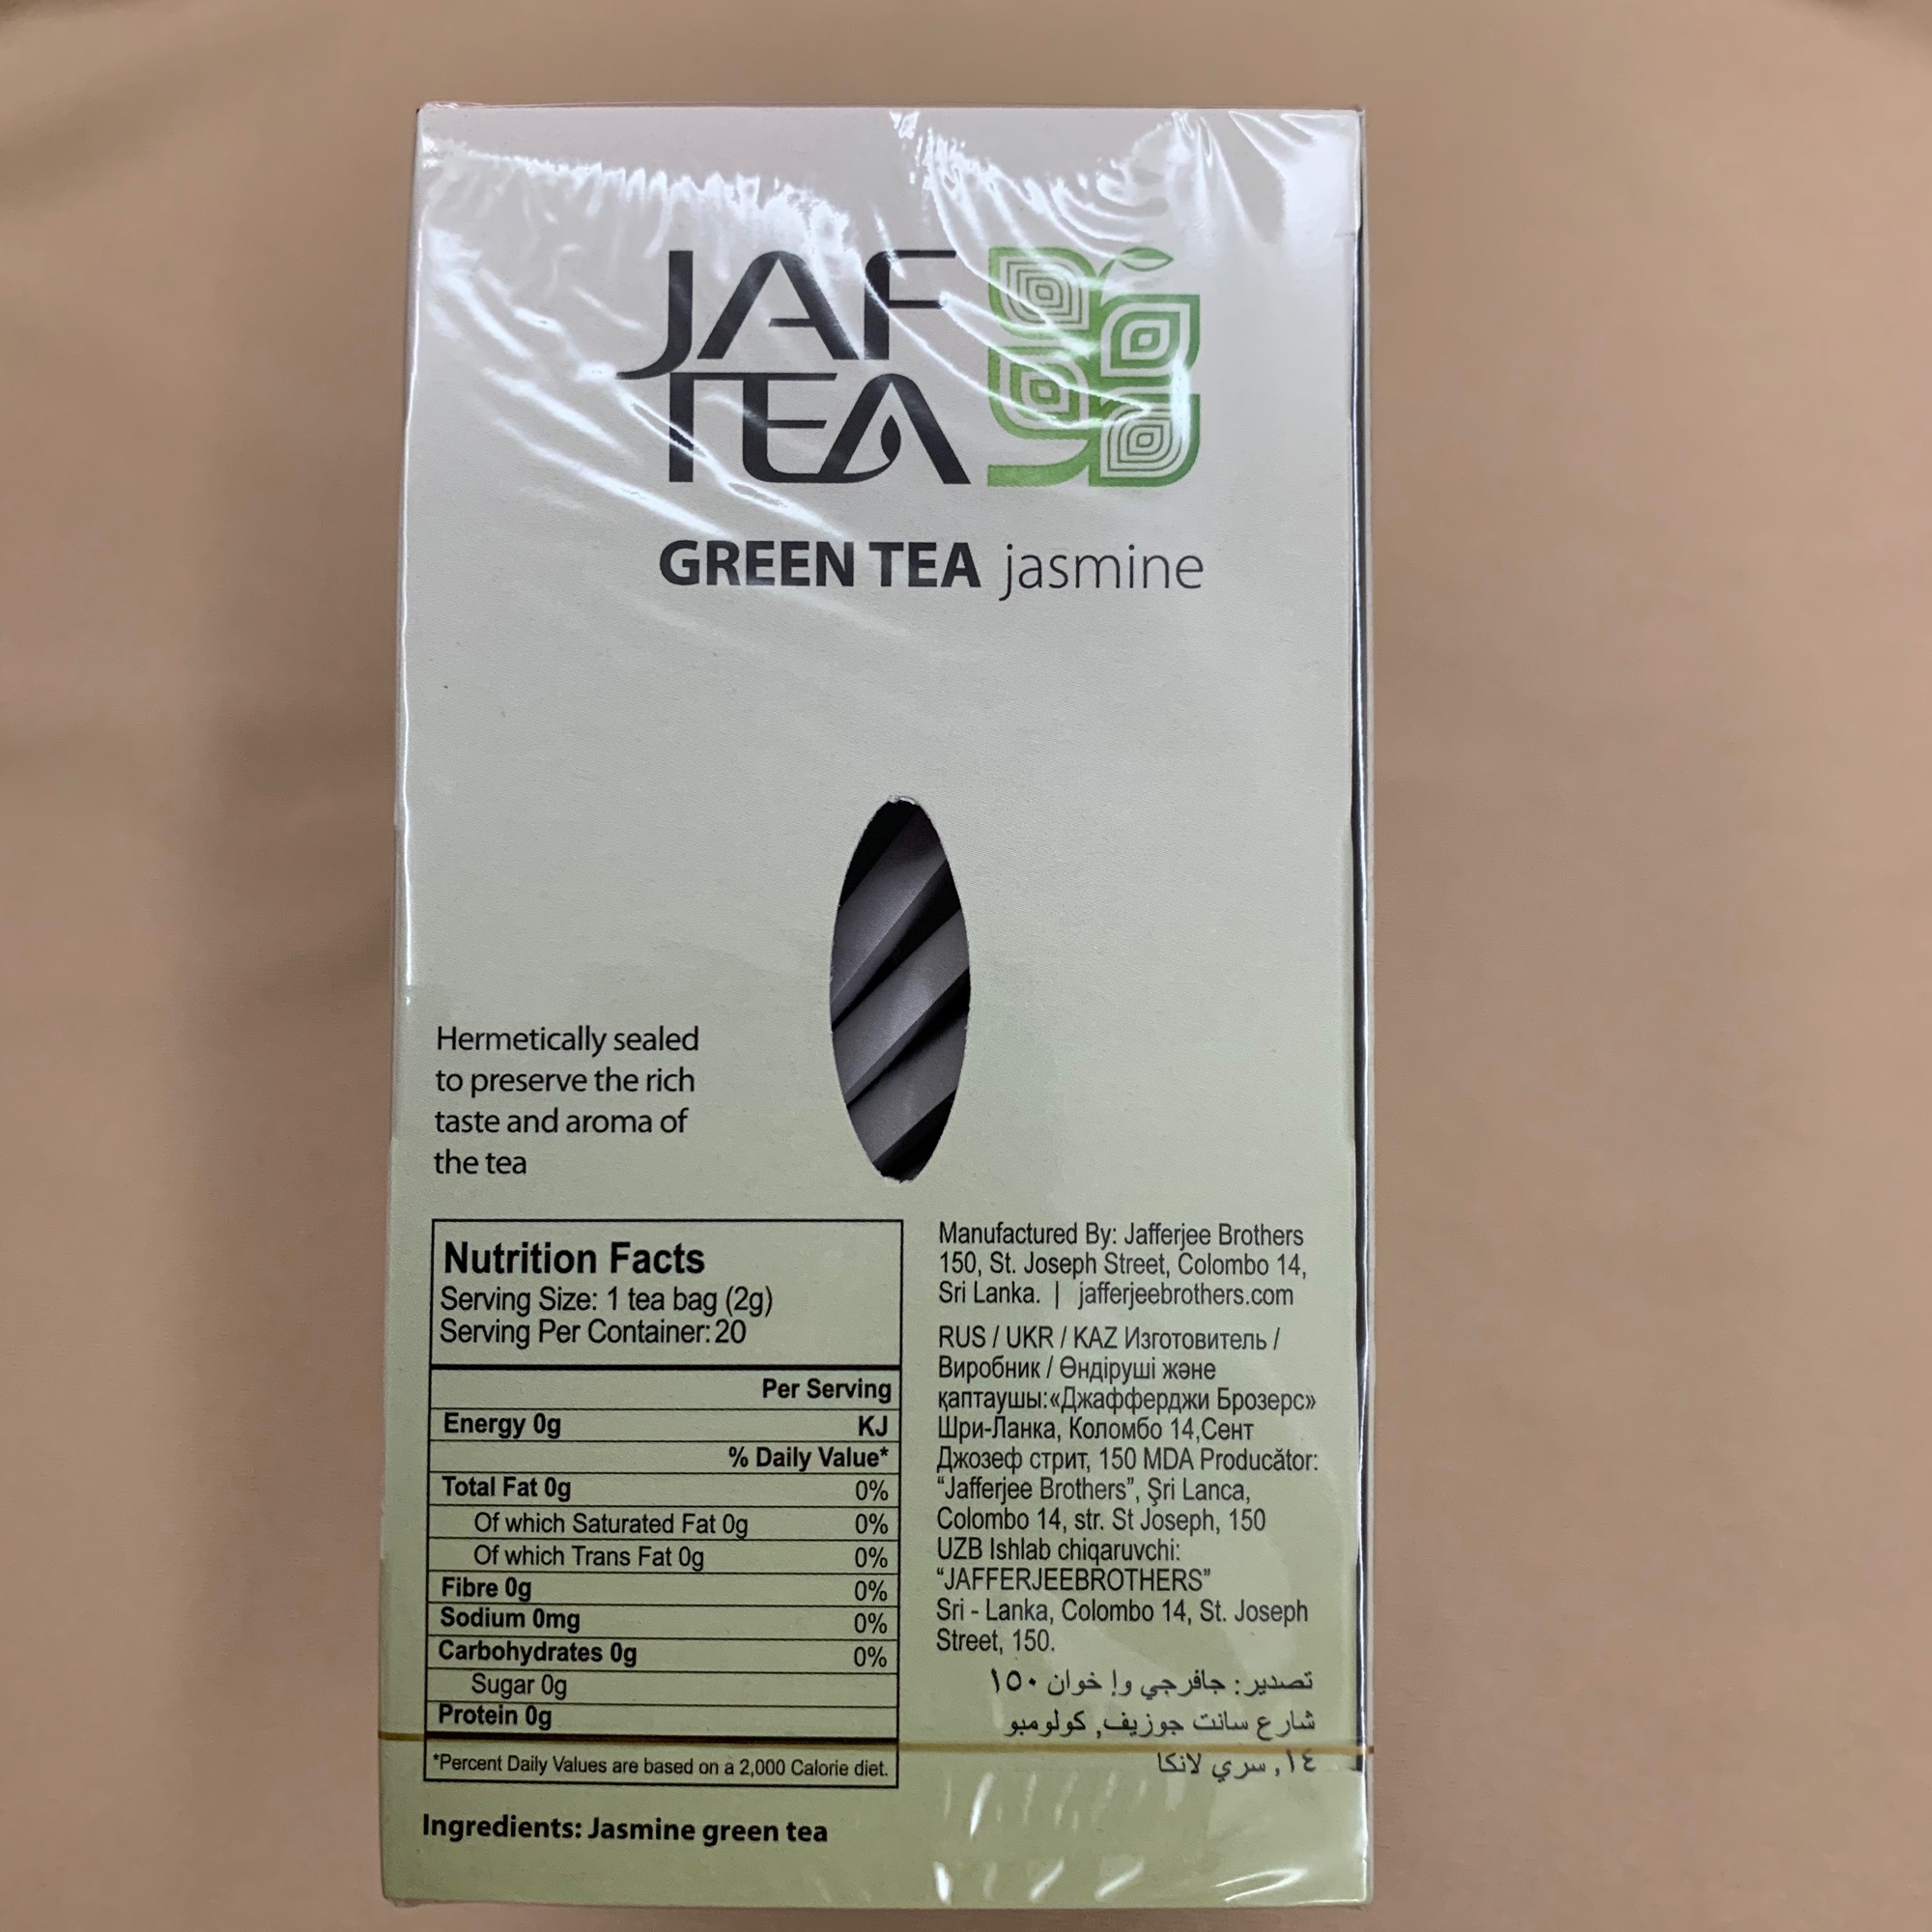 JAF
TEA
GREEN TEA jasmine
Hermetically sealed
to preserve the rich
taste and aroma of
the tea
Nutrition Facts
Serving Size: 1 tea bag (2g)
Serving Per Container: 20
Per Serving
Energy 0g KJ
% Daily Value*
Total Fat 0g 0%
Of which Saturated Fat 0g 0%
Of which Trans Fat 0g 0%
Fibre 0g 0%
Sodium 0mg 0%
Carbohydrates 0g 0%
Sugar 0g
Protein 0g
*Percent Daily Values are based on a 2,000 Calorie diet.
Ingredients: Jasmine green tea
Manufactured By: Jafferjee Brothers
150, St. Joseph Street, Colombo 14,
Sri Lanka. | jafferjeebrothers.com
RUS / UKR / KAZ Изготовитель /
Виробник / Өндіруші және
қаптаушы:«Джафферджи Брозерс»
Шри-Ланка, Коломбо 14,Сент
Джозеф стрит, 150 MDA Producător:
“Jafferjee Brothers”, Şri Lanca,
Colombo 14, str. St Joseph, 150
UZB Ishlab chiqaruvchi:
“JAFFERJEEBROTHERS”
Sri - Lanka, Colombo 14, St. Joseph
Street, 150.
تصدير: جافرجي وإ خوان ١٥٠
شارع سانت جوزيف, كولومبو
١٤, سري لانكا